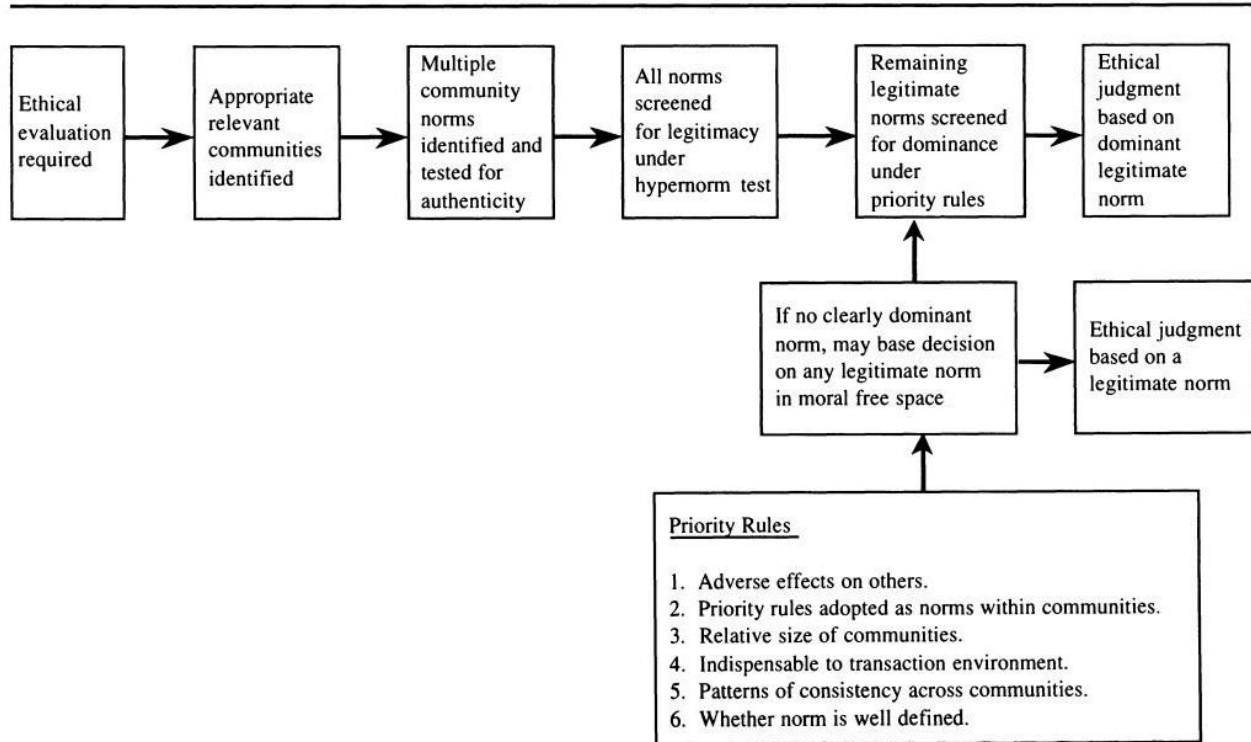 Ethical
evaluation
required
Appropriate
relevant
communities
identified
Multiple
community
norms
identified and
tested for
authenticity
All norms
screened
for legitimacy
under
hypernorm test
Remaining
legitimate
norms screened
for dominance
under
priority rules
Ethical
judgment
based on
dominant
legitimate
norm
If no clearly dominant
norm, may base decision
on any legitimate norm
in moral free space
Ethical judgment
based on a
legitimate norm
Priority Rules
1. Adverse effects on others.
2. Priority rules adopted as norms within communities.
3. Relative size of communities.
4. Indispensable to transaction environment.
5. Patterns of consistency across communities.
6. Whether norm is well defined.